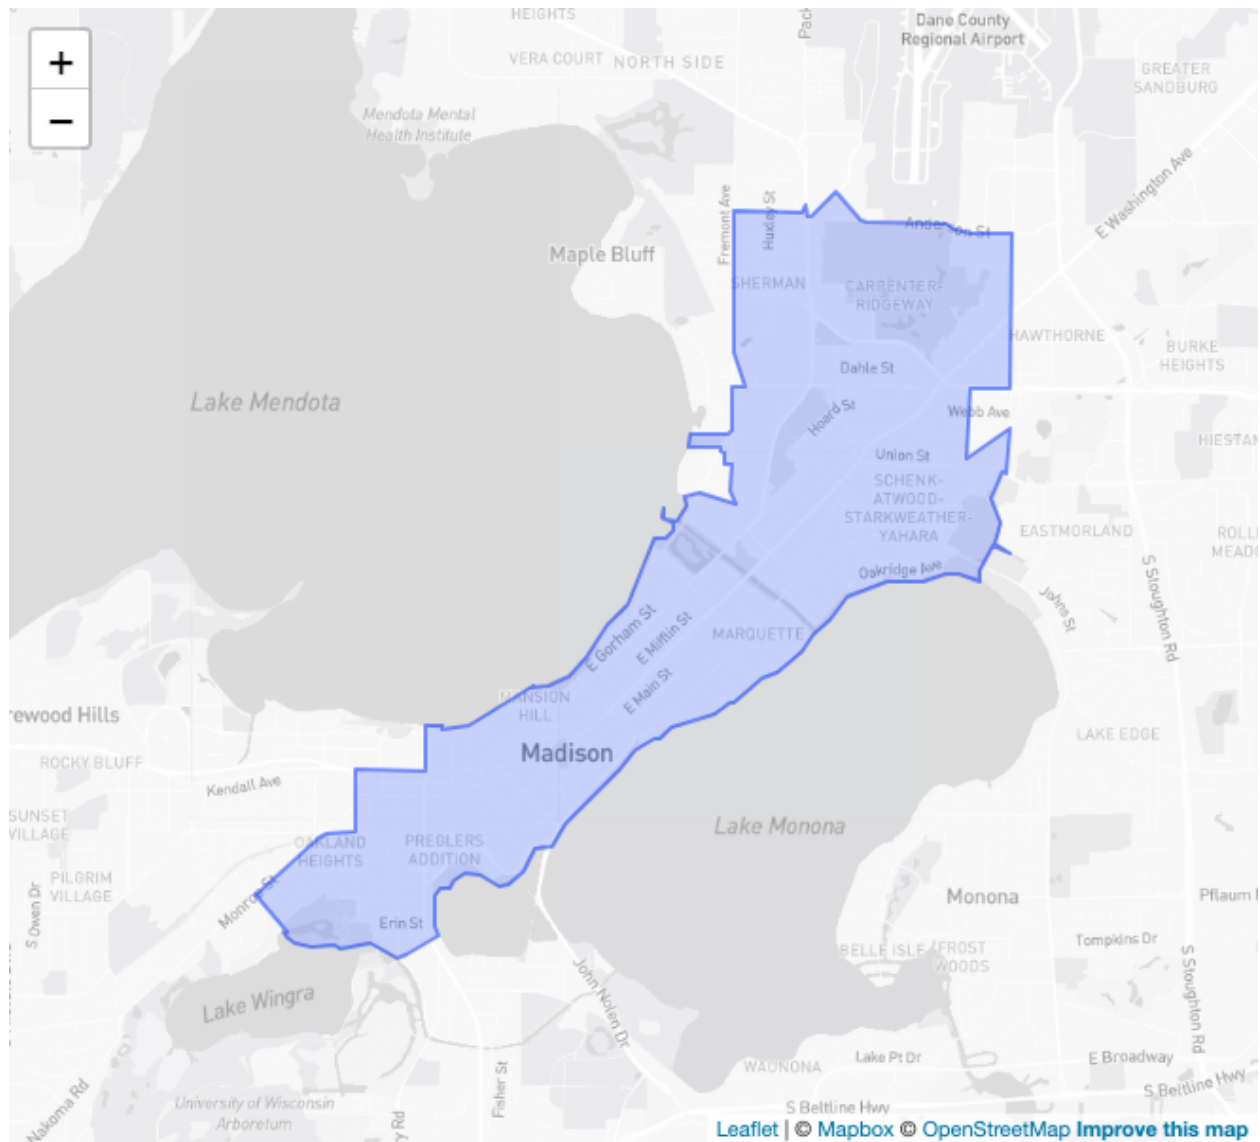 HEIGHTS
Pack
Dane County
Regional Airport
+
VERA COURT
NORTH SIDE
GREATER
SANDBURG
−
Mendota Mental
Health Institute
E Washington Ave
Fremont Ave
Huxley St
Anderson St
Maple Bluff
SHERMAN
CARPENTER-
RIDGEWAY
HAWTHORNE
BURKE
HEIGHTS
Dahle St
Lake Mendota
Hoard St
Webb Ave
HIESTAN
Union St
SCHENK-
ATWOOD-
STARKWEATHER-
YAHARA
EASTMORLAND
ROLLI
MEADO
Oakridge Ave
S Stoughton Rd
Johns St
E Gorham St
E Mifflin St
MARQUETTE
E Main St
MANSION
HILL
rewood Hills
LAKE EDGE
Madison
ROCKY BLUFF
Kendall Ave
SUNSET
VILLAGE
Lake Monona
OAKLAND
HEIGHTS
PREGLERS
ADDITION
PILGRIM
VILLAGE
Monroe St
S Owen Dr
Monona
Pflaum
Erin St
Tompkins Dr
BELLE ISLE
FROST
WOODS
S Stoughton Rd
Lake Wingra
John Nolen Dr
Lake Pt Dr
E Broadway
WAUNONA
Fisher St
S Beltline Hwy
Nakoma Rd
University of Wisconsin
Arboretum
y Rd
S Beltline Hwy
Leaflet | © Mapbox © OpenStreetMap Improve this map